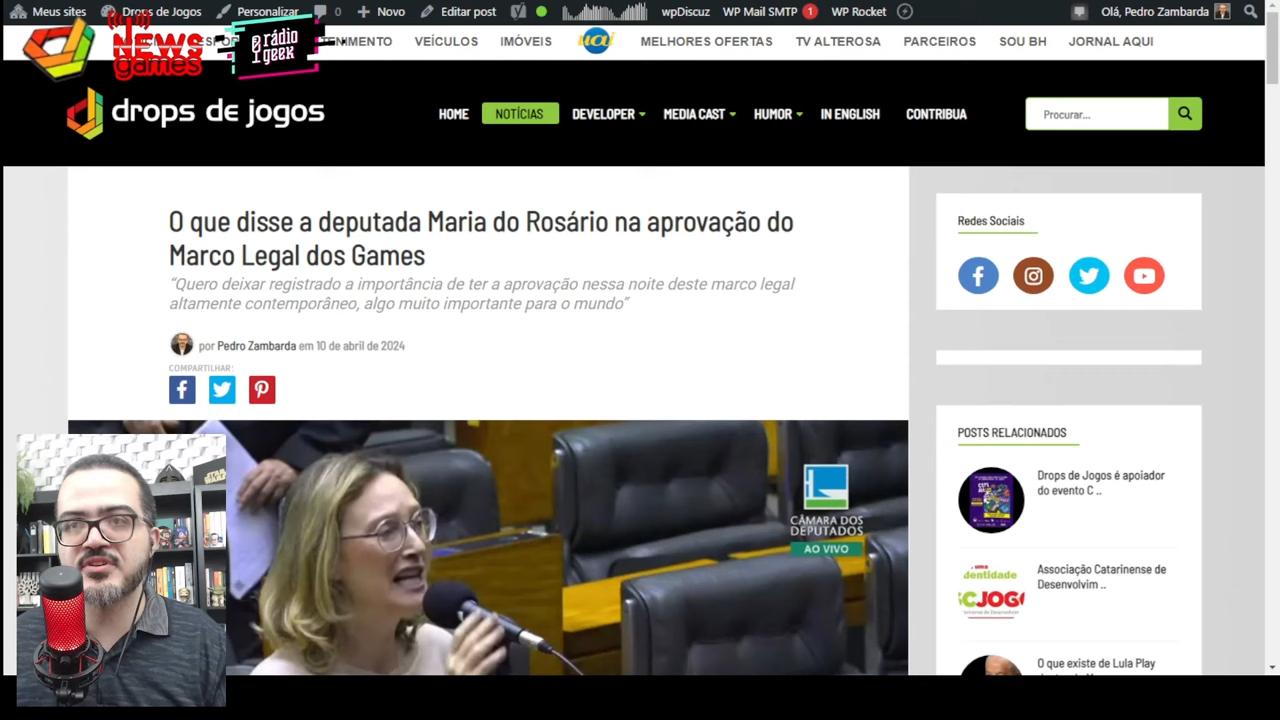 Meus sites Drops de Jogos Personalizar 0 Novo Editar post wpDiscuz WP Mail SMTP 1 WP Rocket Olá, Pedro Zambarda
VEÍCULOS IMÓVEIS uai MELHORES OFERTAS TV ALTEROSA PARCEIROS SOU BH JORNAL AQUI
NEWS
games
rádio
geek
drops de jogos
HOME NOTÍCIAS DEVELOPER MEDIA CAST HUMOR IN ENGLISH CONTRIBUA
Procurar...
O que disse a deputada Maria do Rosário na aprovação do
Marco Legal dos Games
“Quero deixar registrado a importância de ter a aprovação nessa noite deste marco legal
altamente contemporâneo, algo muito importante para o mundo”
por Pedro Zambarda em 10 de abril de 2024
COMPARTILHAR:
CÂMARA DOS
DEPUTADOS
AO VIVO
Redes Sociais
POSTS RELACIONADOS
Drops de Jogos é apoiador
do evento C ..
Associação Catarinense de
Desenvolvim ..
O que existe de Lula Play